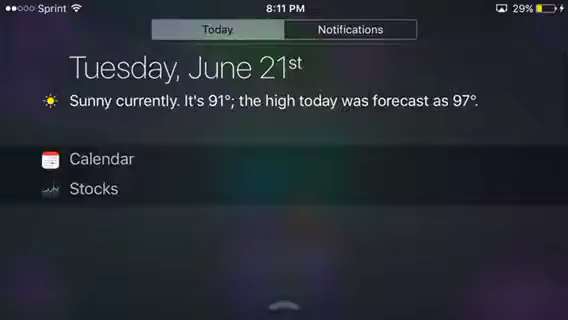 Sprint 8:11 PM 29%
Today Notifications
Tuesday, June 21st
Sunny currently. It's 91°; the high today was forecast as 97°.
Calendar
Stocks